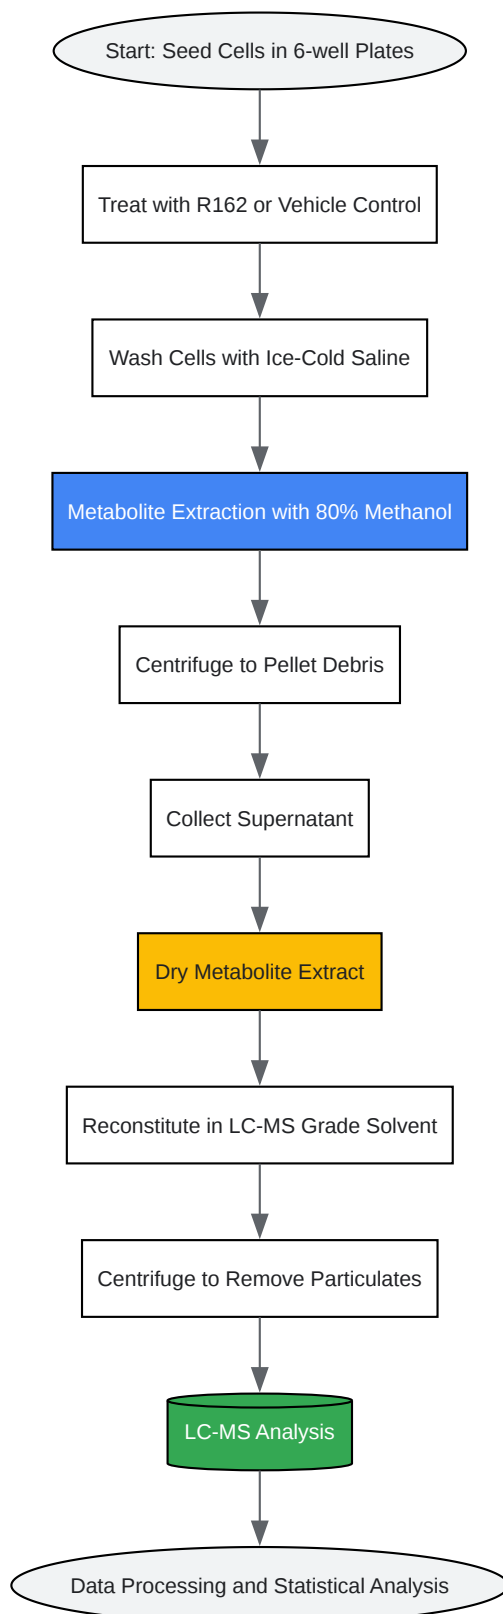 Start: Seed Cells in 6-well Plates
Treat with R162 or Vehicle Control
Wash Cells with Ice-Cold Saline
Metabolite Extraction with 80% Methanol
Centrifuge to Pellet Debris
Collect Supernatant
Dry Metabolite Extract
Reconstitute in LC-MS Grade Solvent
Centrifuge to Remove Particulates
LC-MS Analysis
Data Processing and Statistical Analysis